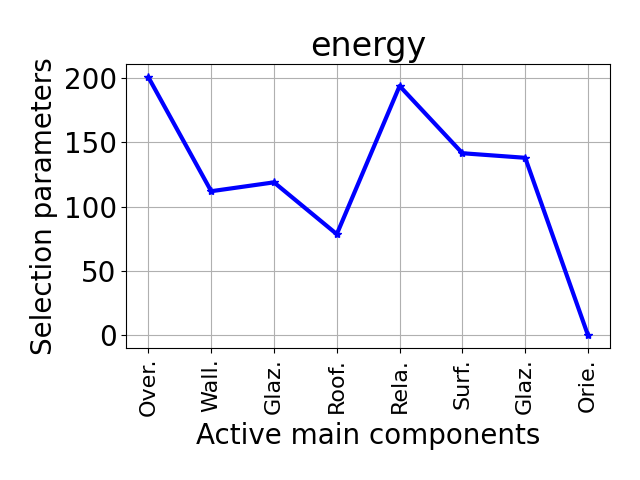 energy
Selection parameters
200
150
100
50
0
Over.
Wall.
Glaz.
Roof.
Rela.
Surf.
Glaz.
Orie.
Active main components